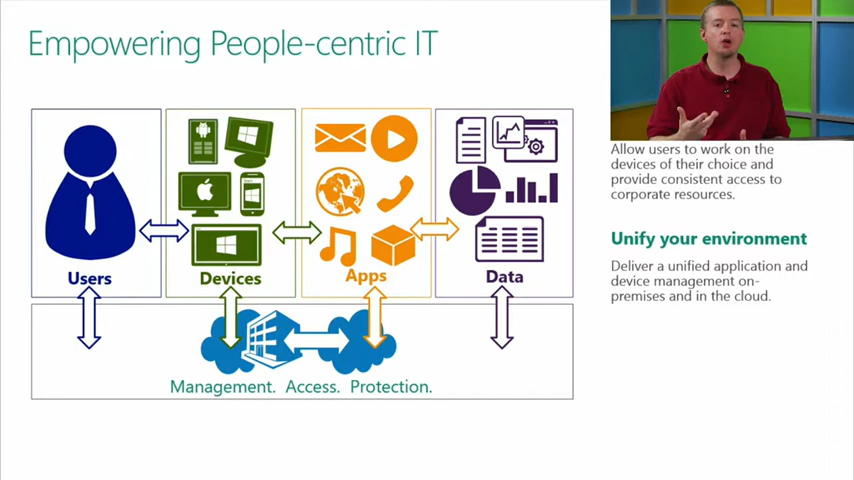 Empowering People-centric IT
Users
Devices
Apps
Data
Management. Access. Protection.
Allow users to work on the
devices of their choice and
provide consistent access to
corporate resources.
Unify your environment
Deliver a unified application and
device management on-
premises and in the cloud.